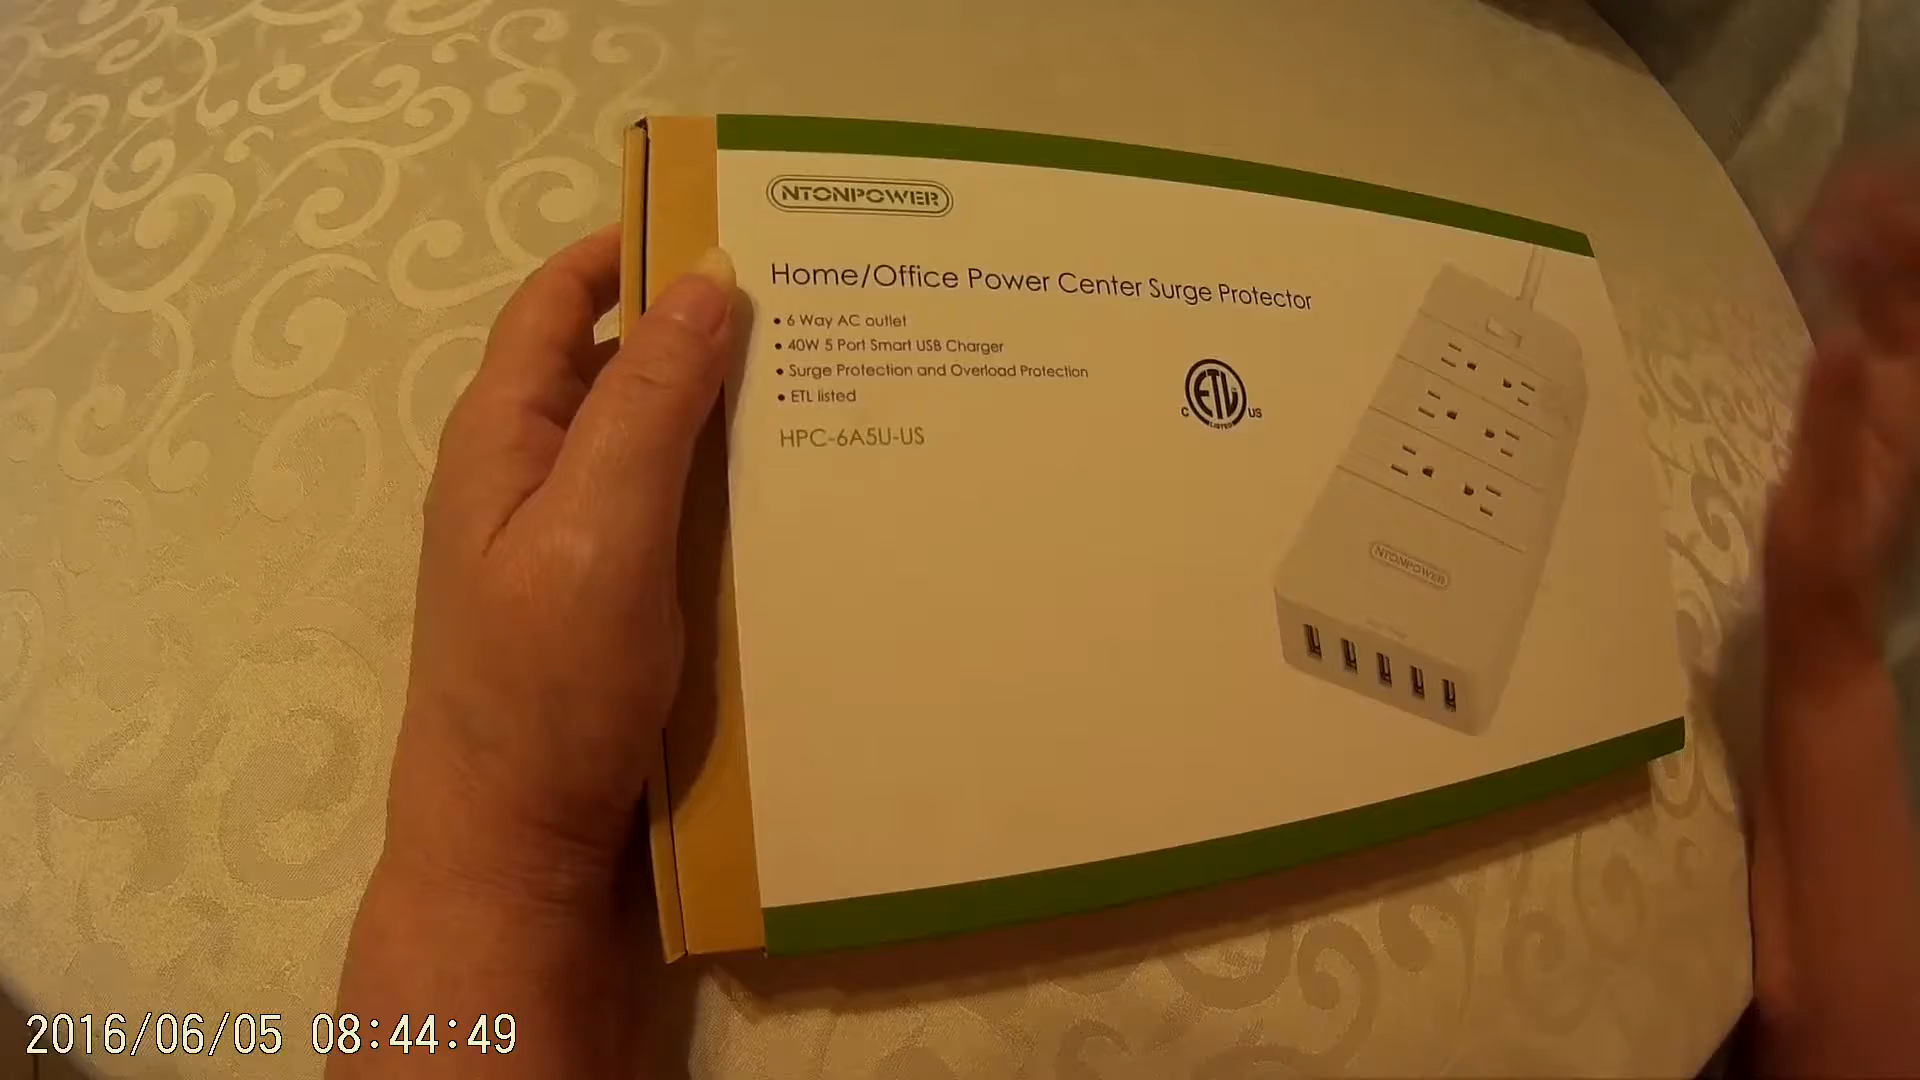 NTONPOWER
Home/Office Power Center Surge Protector
• 6 Way AC outlet
• 40W 5 Port Smart USB Charger
• Surge Protection and Overload Protection
• ETL listed
HPC-6A5U-US
C ETL US
LISTED
NTONPOWER
2016/06/05 08:44:49